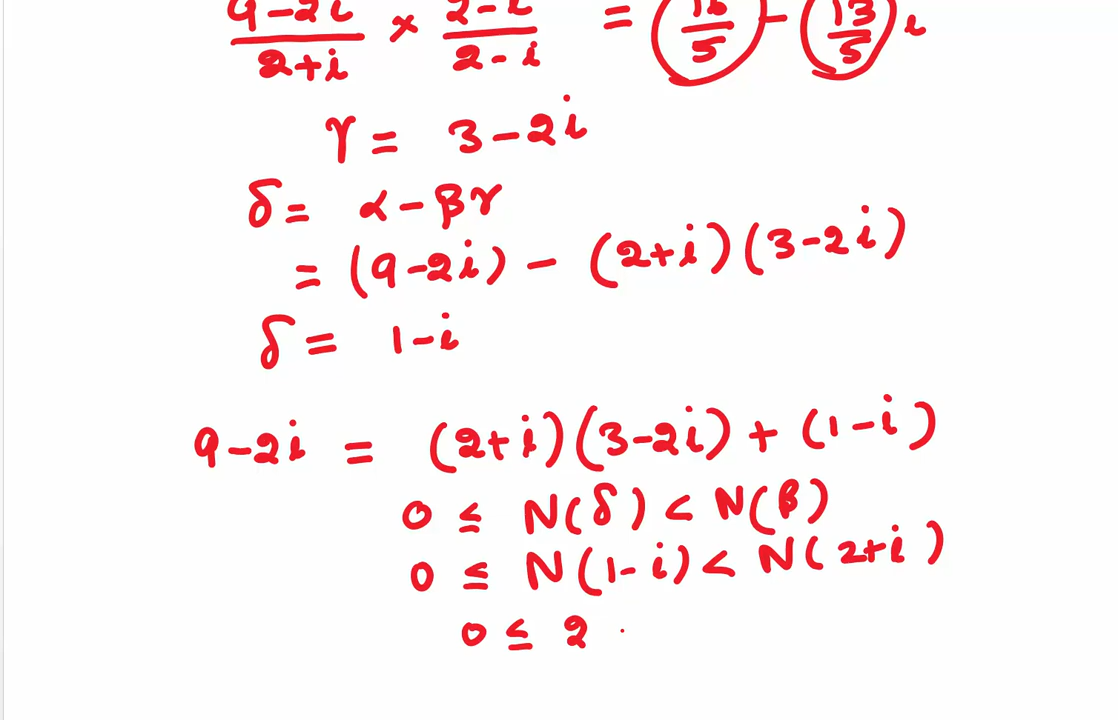 9-2i/2+i × 2-i/2-i = 16/5 - 13/5 i
γ = 3-2i
δ = α-βγ
= (9-2i) - (2+i)(3-2i)
δ = 1-i
9-2i = (2+i)(3-2i) + (1-i)
0 ≤ N(δ) < N(β)
0 ≤ N(1-i) < N(2+i)
0 ≤ 2